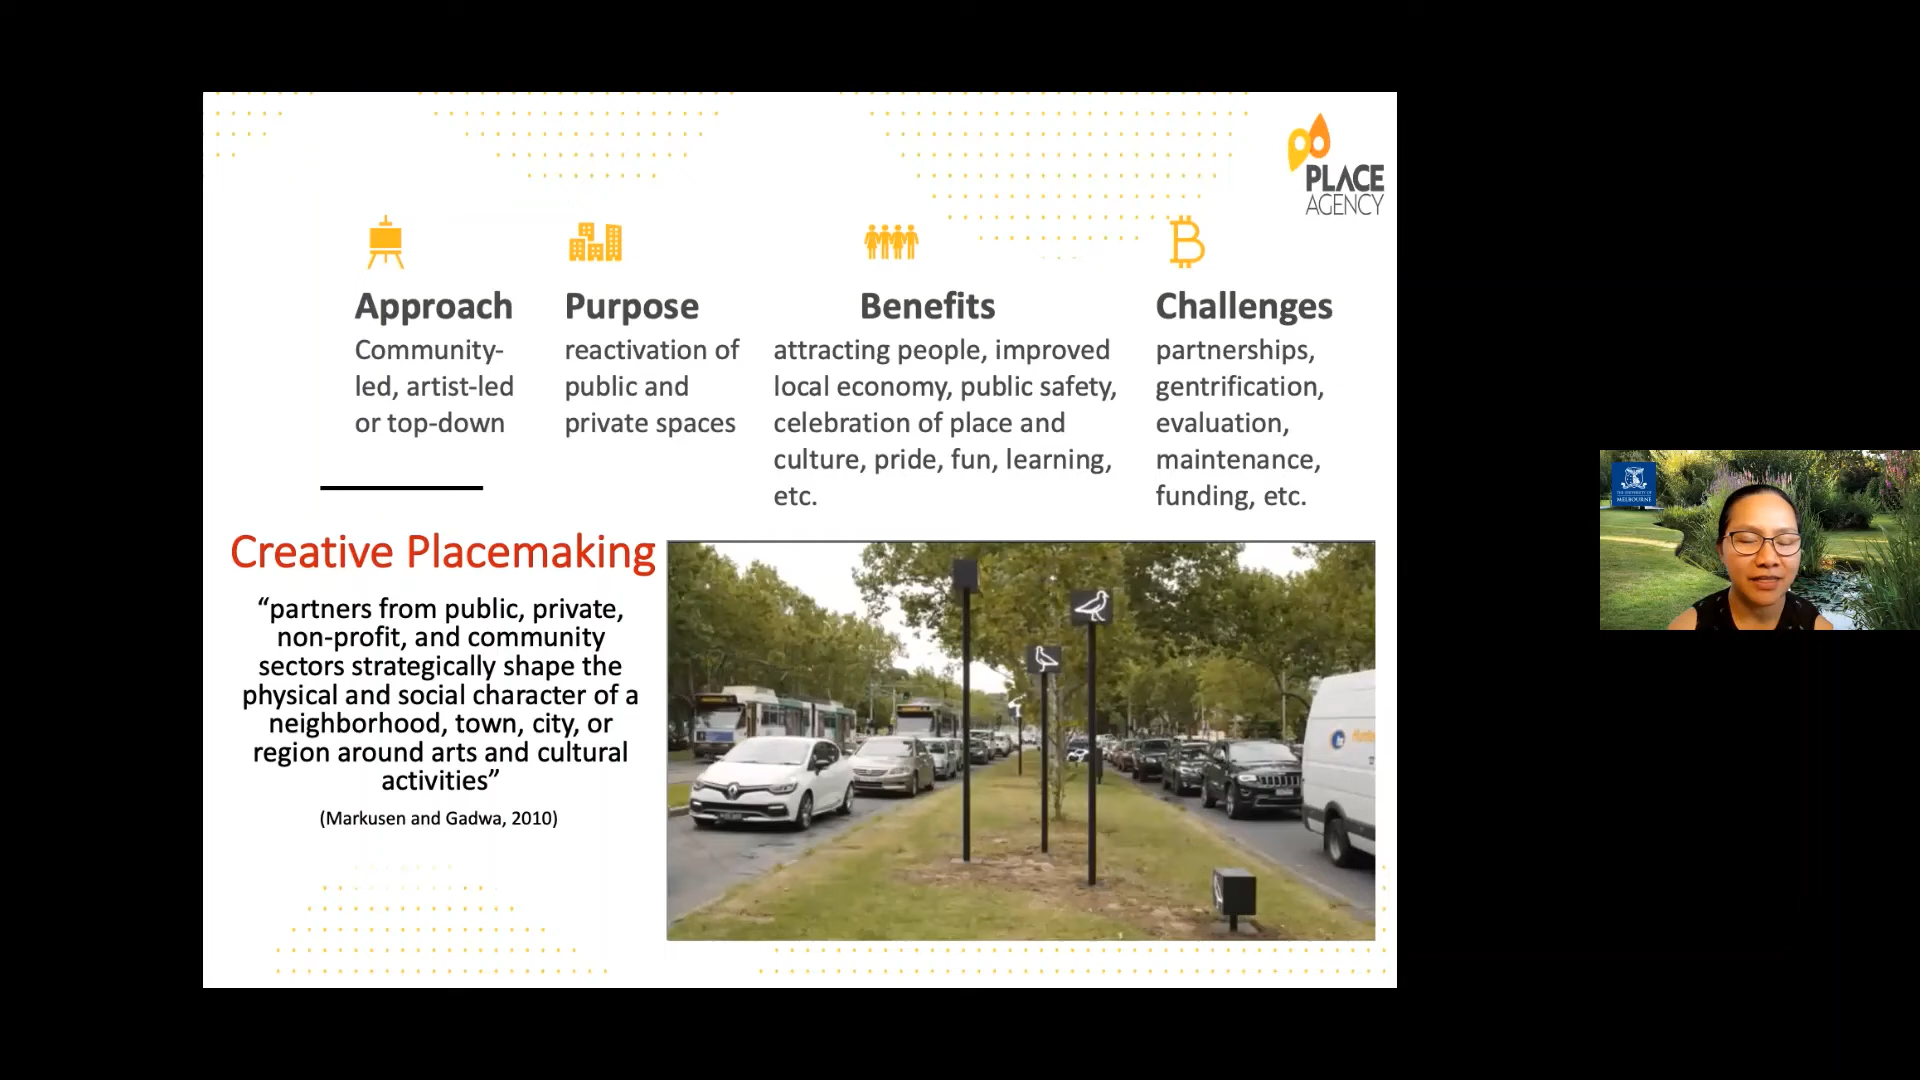 PLACE
AGENCY
Approach
Community-
led, artist-led
or top-down
Purpose
reactivation of
public and
private spaces
Benefits
attracting people, improved
local economy, public safety,
celebration of place and
culture, pride, fun, learning,
etc.
Challenges
partnerships,
gentrification,
evaluation,
maintenance,
funding, etc.
Creative Placemaking
“partners from public, private,
non-profit, and community
sectors strategically shape the
physical and social character of a
neighborhood, town, city, or
region around arts and cultural
activities”
(Markusen and Gadwa, 2010)
THE UNIVERSITY OF
MELBOURNE